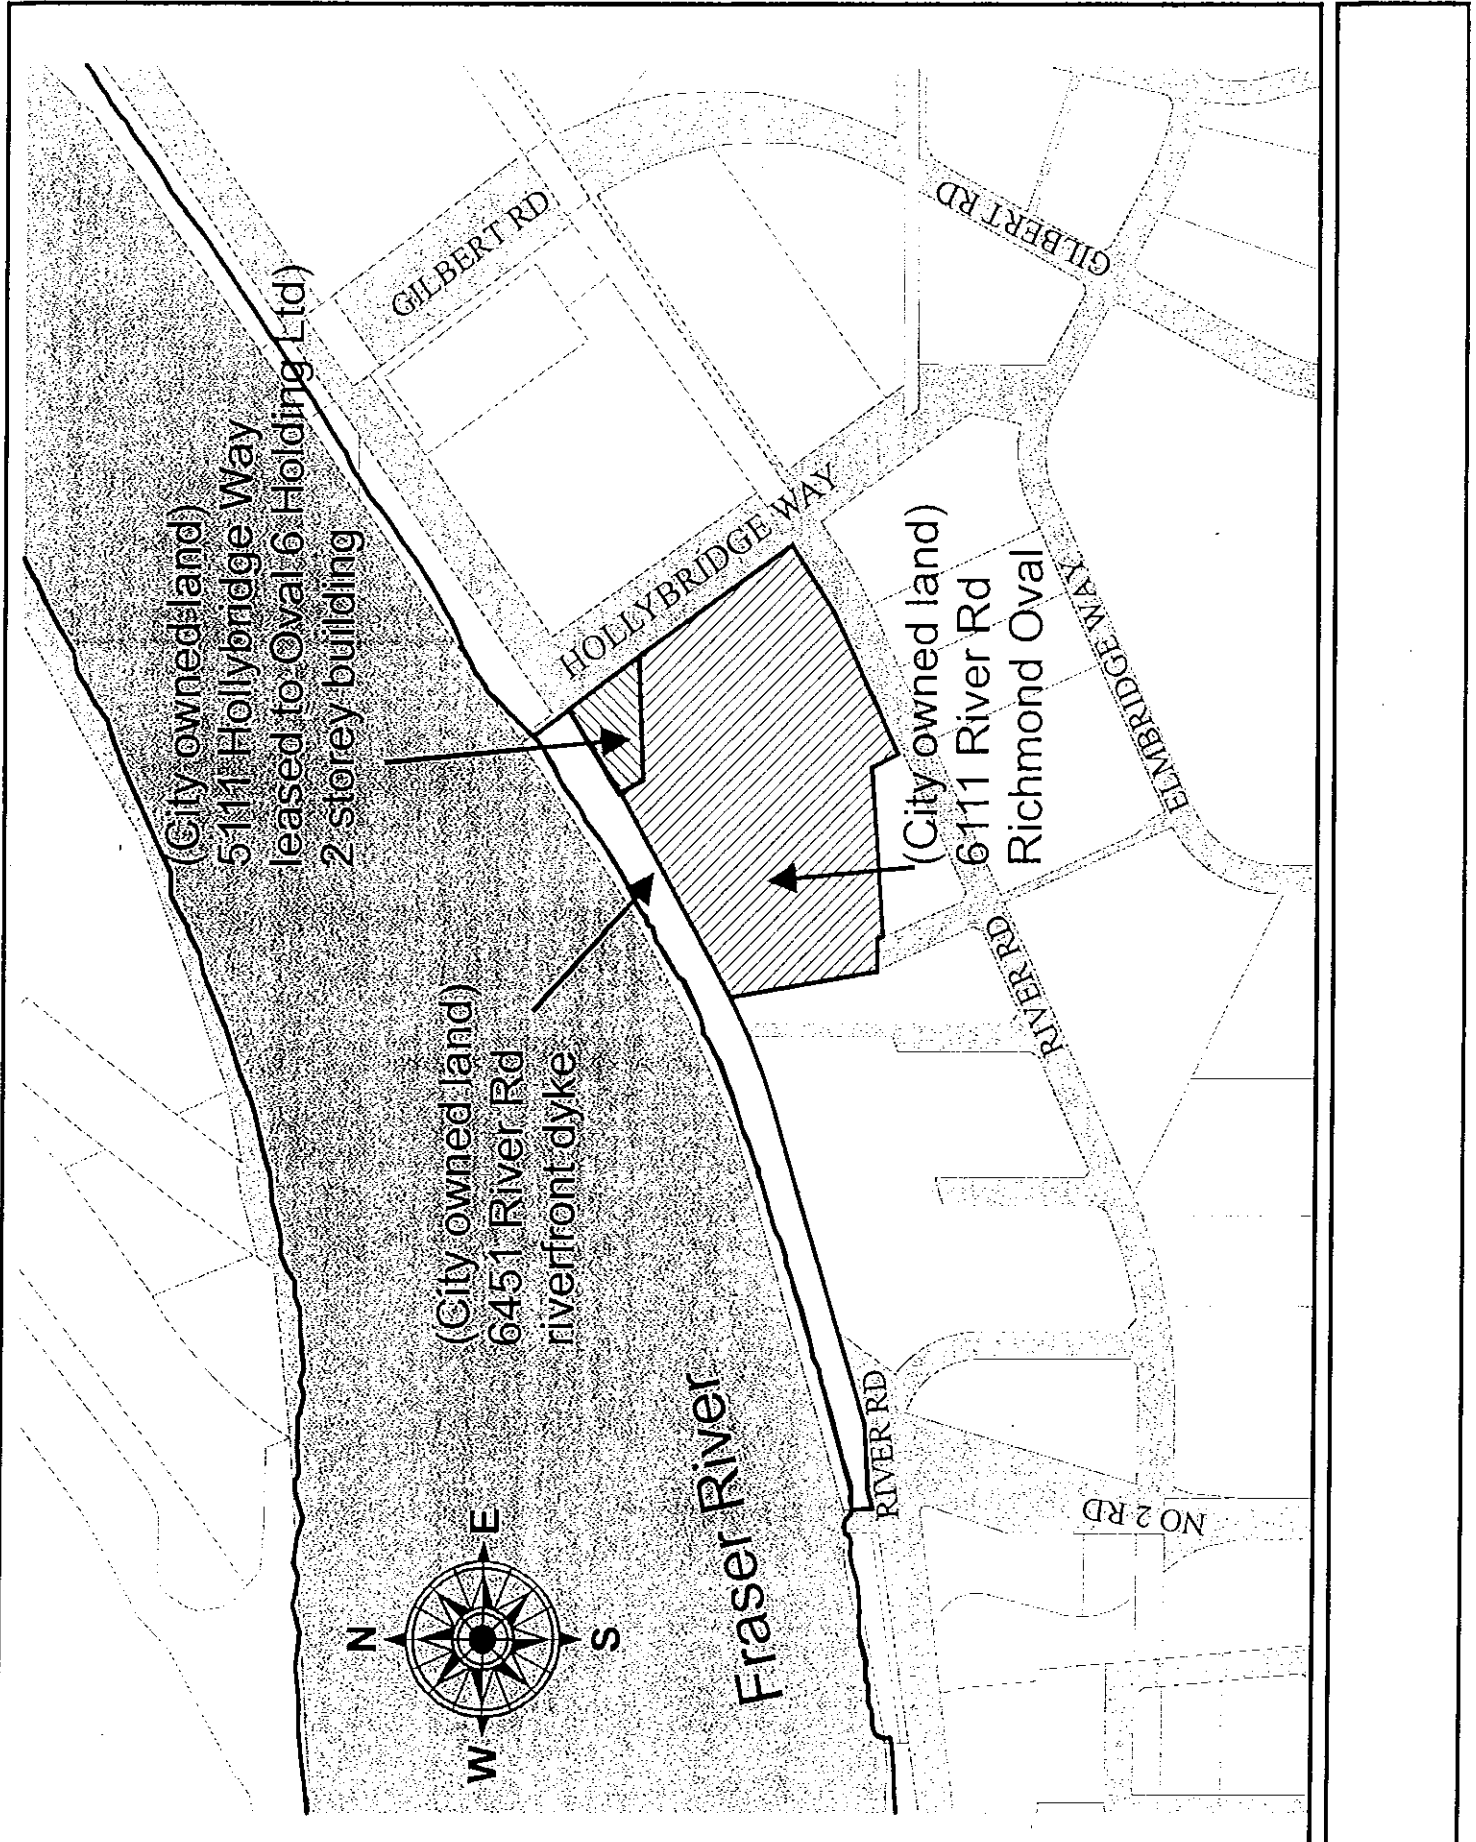 (City owned land)
5111 Hollybridge Way
leased to Oval 6 Holding Ltd)
2 storey building
(City owned land)
6451 River Rd
riverfront dyke
(City owned land)
6111 River Rd
Richmond Oval
Fraser River
N
E
S
W
GILBERT RD
GILBERT RD
HOLLYBRIDGE WAY
ELMBRIDGE WAY
RIVER RD
RIVER RD
NO 2 RD